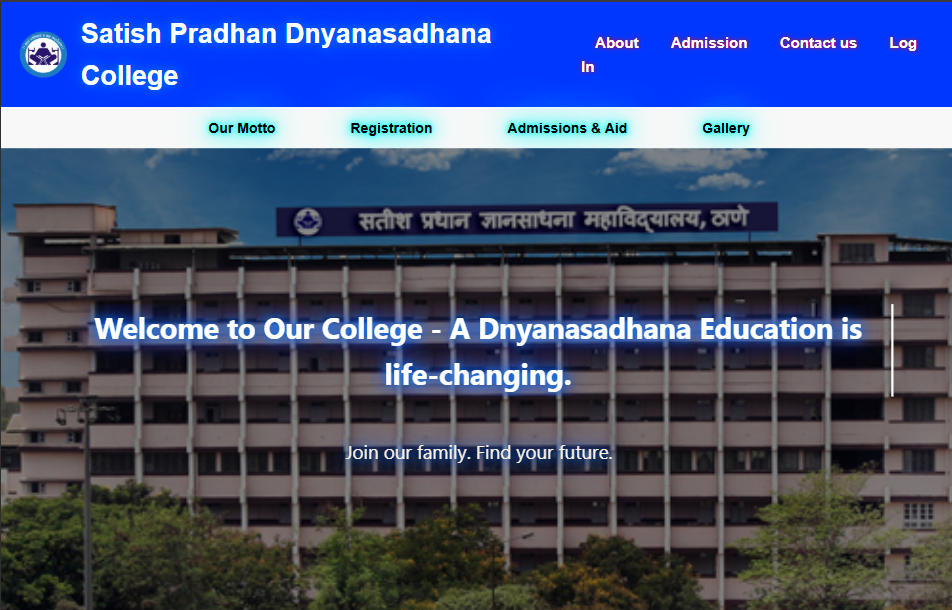 Satish Pradhan Dnyanasadhana
College
About Admission Contact us Log
In
Our Motto Registration Admissions & Aid Gallery
सतीश प्रधान ज्ञानसाधना महाविद्यालय, ठाणे
Welcome to Our College - A Dnyanasadhana Education is
life-changing.
Join our family. Find your future.